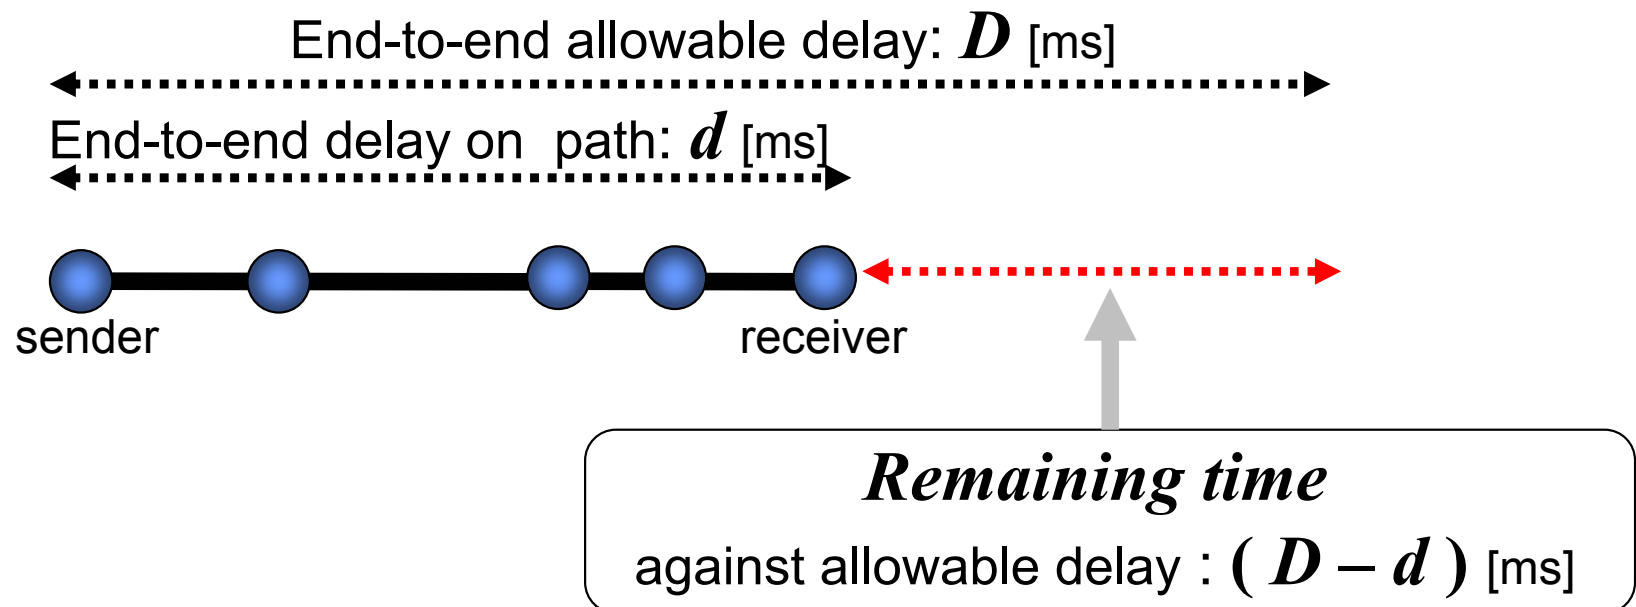 End-to-end allowable delay: D [ms]
End-to-end delay on path: d [ms]
sender
receiver
Remaining time
against allowable delay : ( D – d ) [ms]